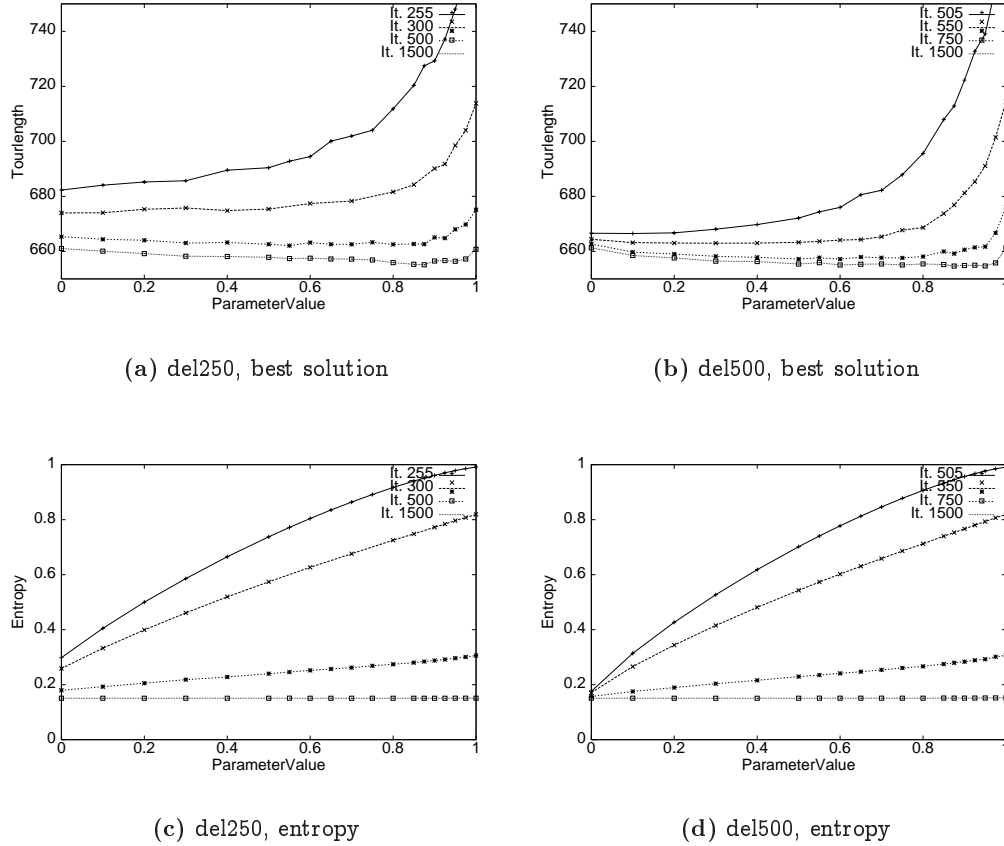 740
720
700
680
660
Tourlength
0
0.2
0.4
0.6
0.8
1
ParameterValue
It. 255
It. 300
It. 500
It. 1500
(a) del250, best solution
740
720
700
680
660
Tourlength
0
0.2
0.4
0.6
0.8
1
ParameterValue
It. 505
It. 550
It. 750
It. 1500
(b) del500, best solution
1
0.8
0.6
0.4
0.2
0
Entropy
0
0.2
0.4
0.6
0.8
1
ParameterValue
It. 255
It. 300
It. 500
It. 1500
(c) del250, entropy
1
0.8
0.6
0.4
0.2
0
Entropy
0
0.2
0.4
0.6
0.8
1
ParameterValue
It. 505
It. 550
It. 750
It. 1500
(d) del500, entropy